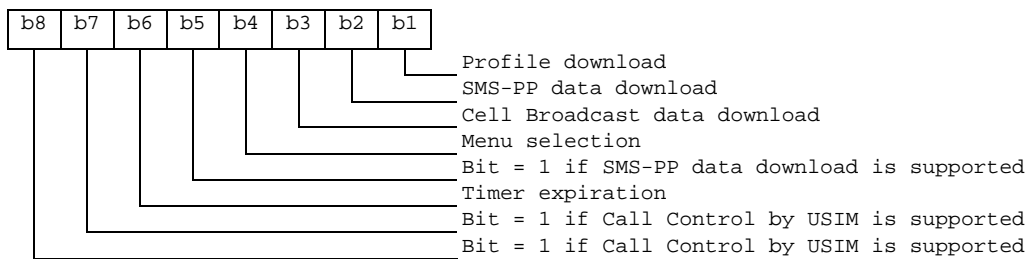 b8 b7 b6 b5 b4 b3 b2 b1
Profile download
SMS-PP data download
Cell Broadcast data download
Menu selection
Bit = 1 if SMS-PP data download is supported
Timer expiration
Bit = 1 if Call Control by USIM is supported
Bit = 1 if Call Control by USIM is supported